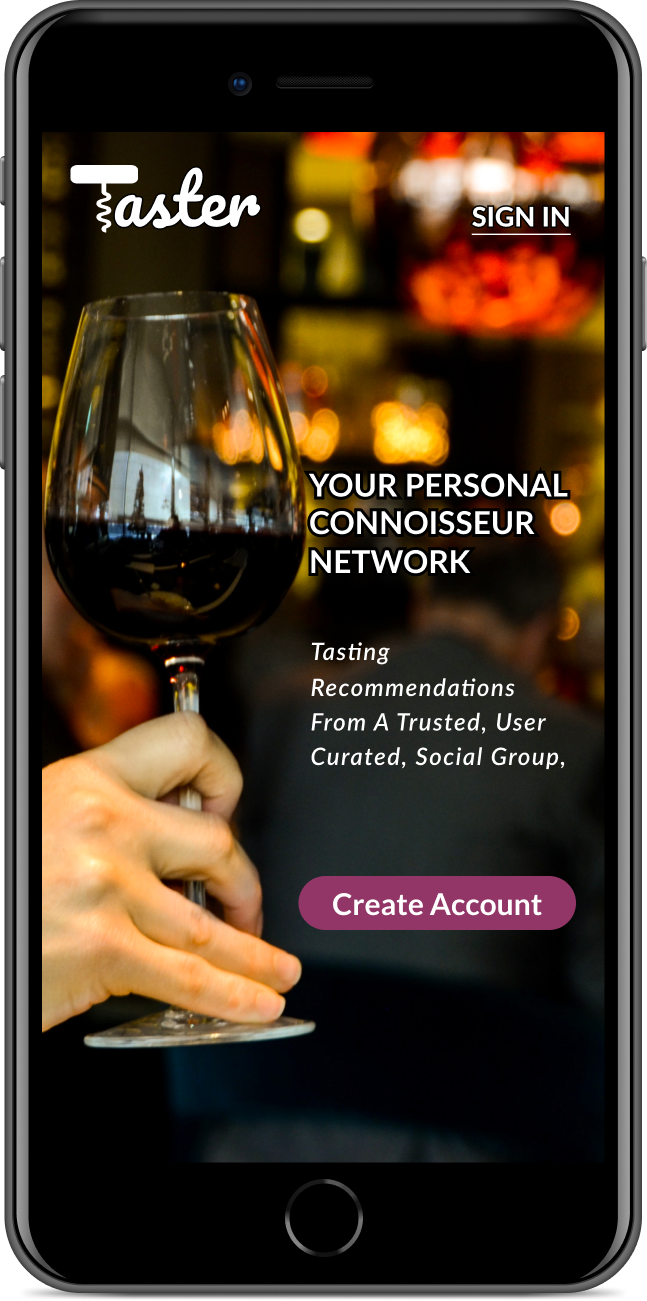 Taster
SIGN IN
YOUR PERSONAL
CONNOISSEUR
NETWORK
Tasting
Recommendations
From A Trusted, User
Curated, Social Group,
Create Account